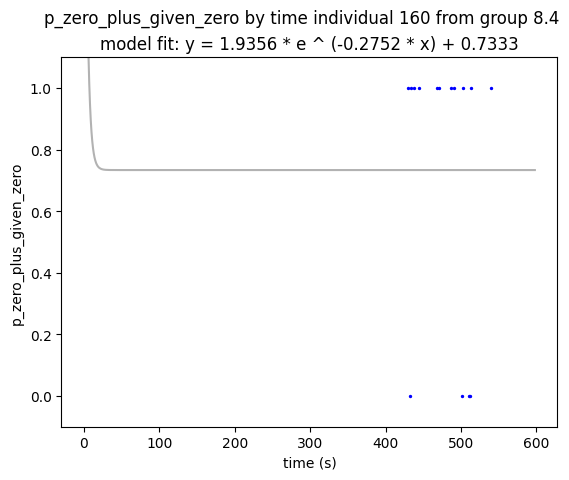 p_zero_plus_given_zero by time individual 160 from group 8.4
model fit: y = 1.9356 * e ^ (-0.2752 * x) + 0.7333
1.0
0.8
0.6
0.4
0.2
0.0
p_zero_plus_given_zero
0 100 200 300 400 500 600
time (s)